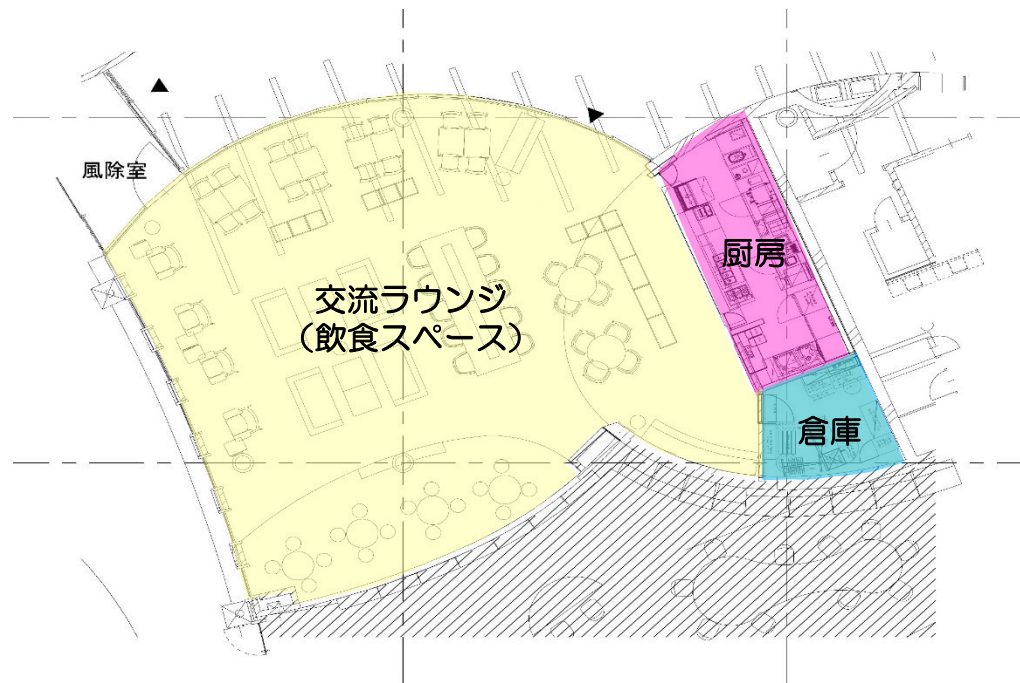 風除室
厨房
交流ラウンジ
（飲食スペース）
倉庫